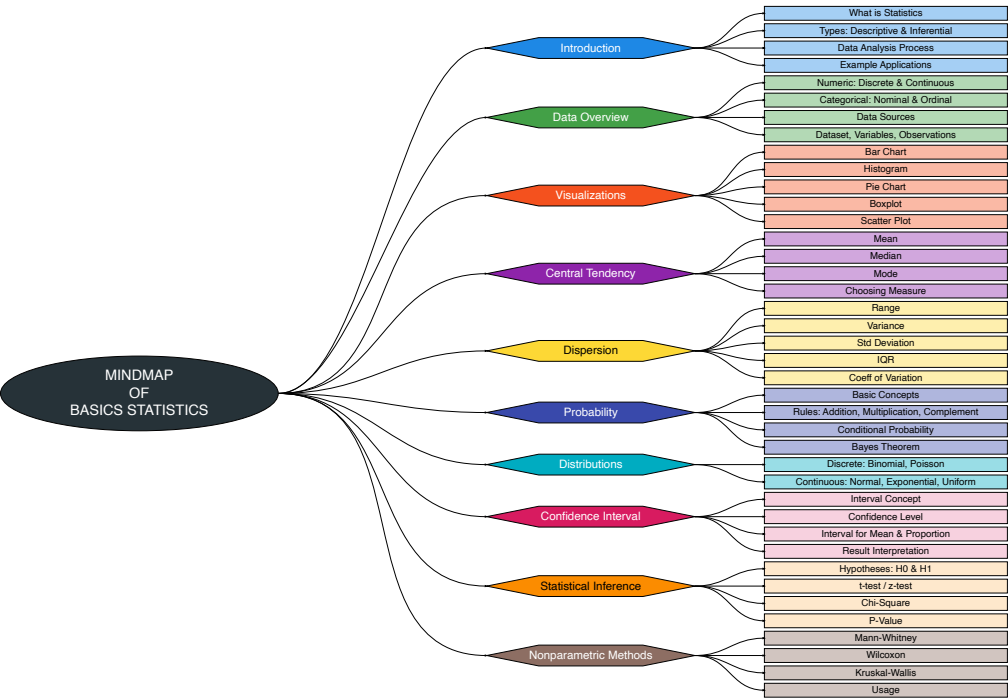 MINDMAP
OF
BASICS STATISTICS
Introduction
What is Statistics
Types: Descriptive & Inferential
Data Analysis Process
Example Applications
Data Overview
Numeric: Discrete & Continuous
Categorical: Nominal & Ordinal
Data Sources
Dataset, Variables, Observations
Visualizations
Bar Chart
Histogram
Pie Chart
Boxplot
Scatter Plot
Central Tendency
Mean
Median
Mode
Choosing Measure
Dispersion
Range
Variance
Std Deviation
IQR
Coeff of Variation
Probability
Basic Concepts
Rules: Addition, Multiplication, Complement
Conditional Probability
Bayes Theorem
Distributions
Discrete: Binomial, Poisson
Continuous: Normal, Exponential, Uniform
Confidence Interval
Interval Concept
Confidence Level
Interval for Mean & Proportion
Result Interpretation
Statistical Inference
Hypotheses: H0 & H1
t-test / z-test
Chi-Square
P-Value
Nonparametric Methods
Mann-Whitney
Wilcoxon
Kruskal-Wallis
Usage